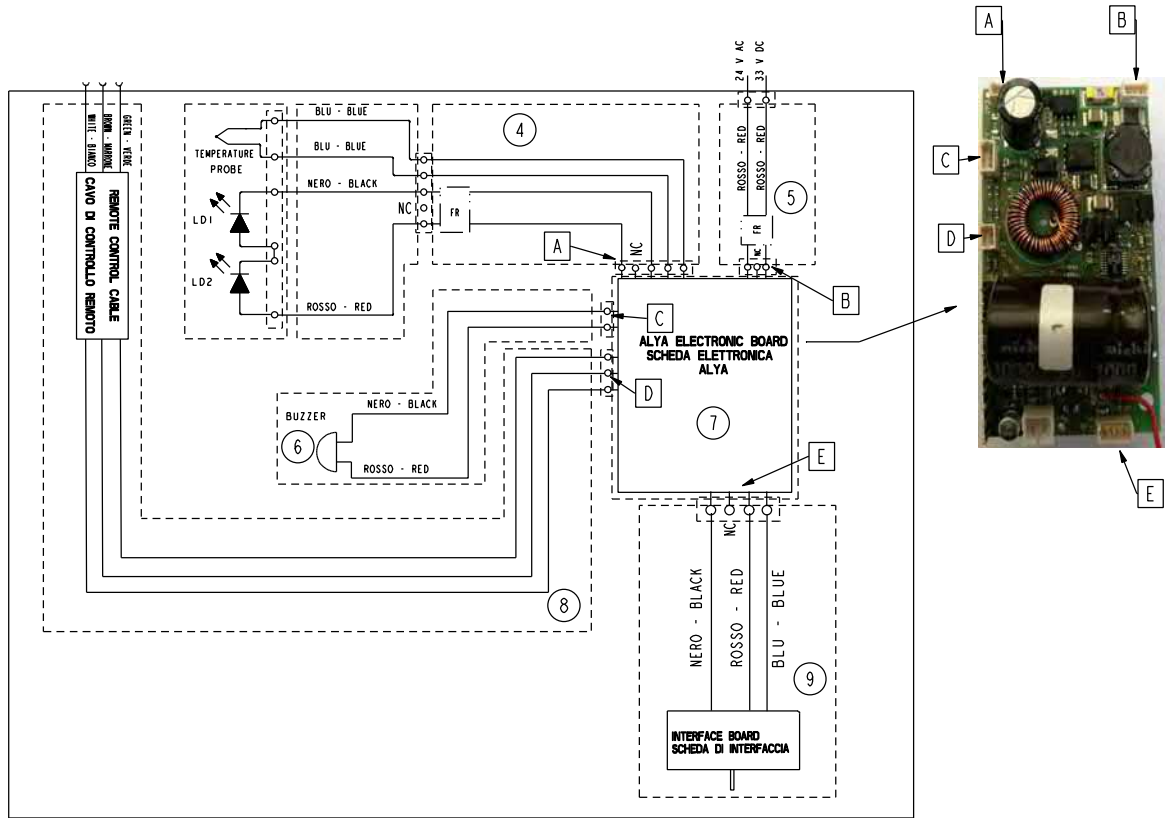 A
B
24 V AC
33 V DC
GREEN - VERDE
BROWN - MARRONE
WHITE - BIANCO
REMOTE CONTROL CABLE
CAVO DI CONTROLLO REMOTO
TEMPERATURE
PROBE
LD1
LD2
BLU - BLUE
BLU - BLUE
NERO - BLACK
NC
ROSSO - RED
FR
4
A
NC
ROSSO - RED
ROSSO - RED
5
FR
NC
B
C
D
C
D
ALYA ELECTRONIC BOARD
SCHEDA ELETTRONICA
ALYA
7
E
BUZZER
6
NERO - BLACK
ROSSO - RED
8
E
NC
NERO - BLACK
ROSSO - RED
BLU - BLUE
9
INTERFACE BOARD
SCHEDA DI INTERFACCIA